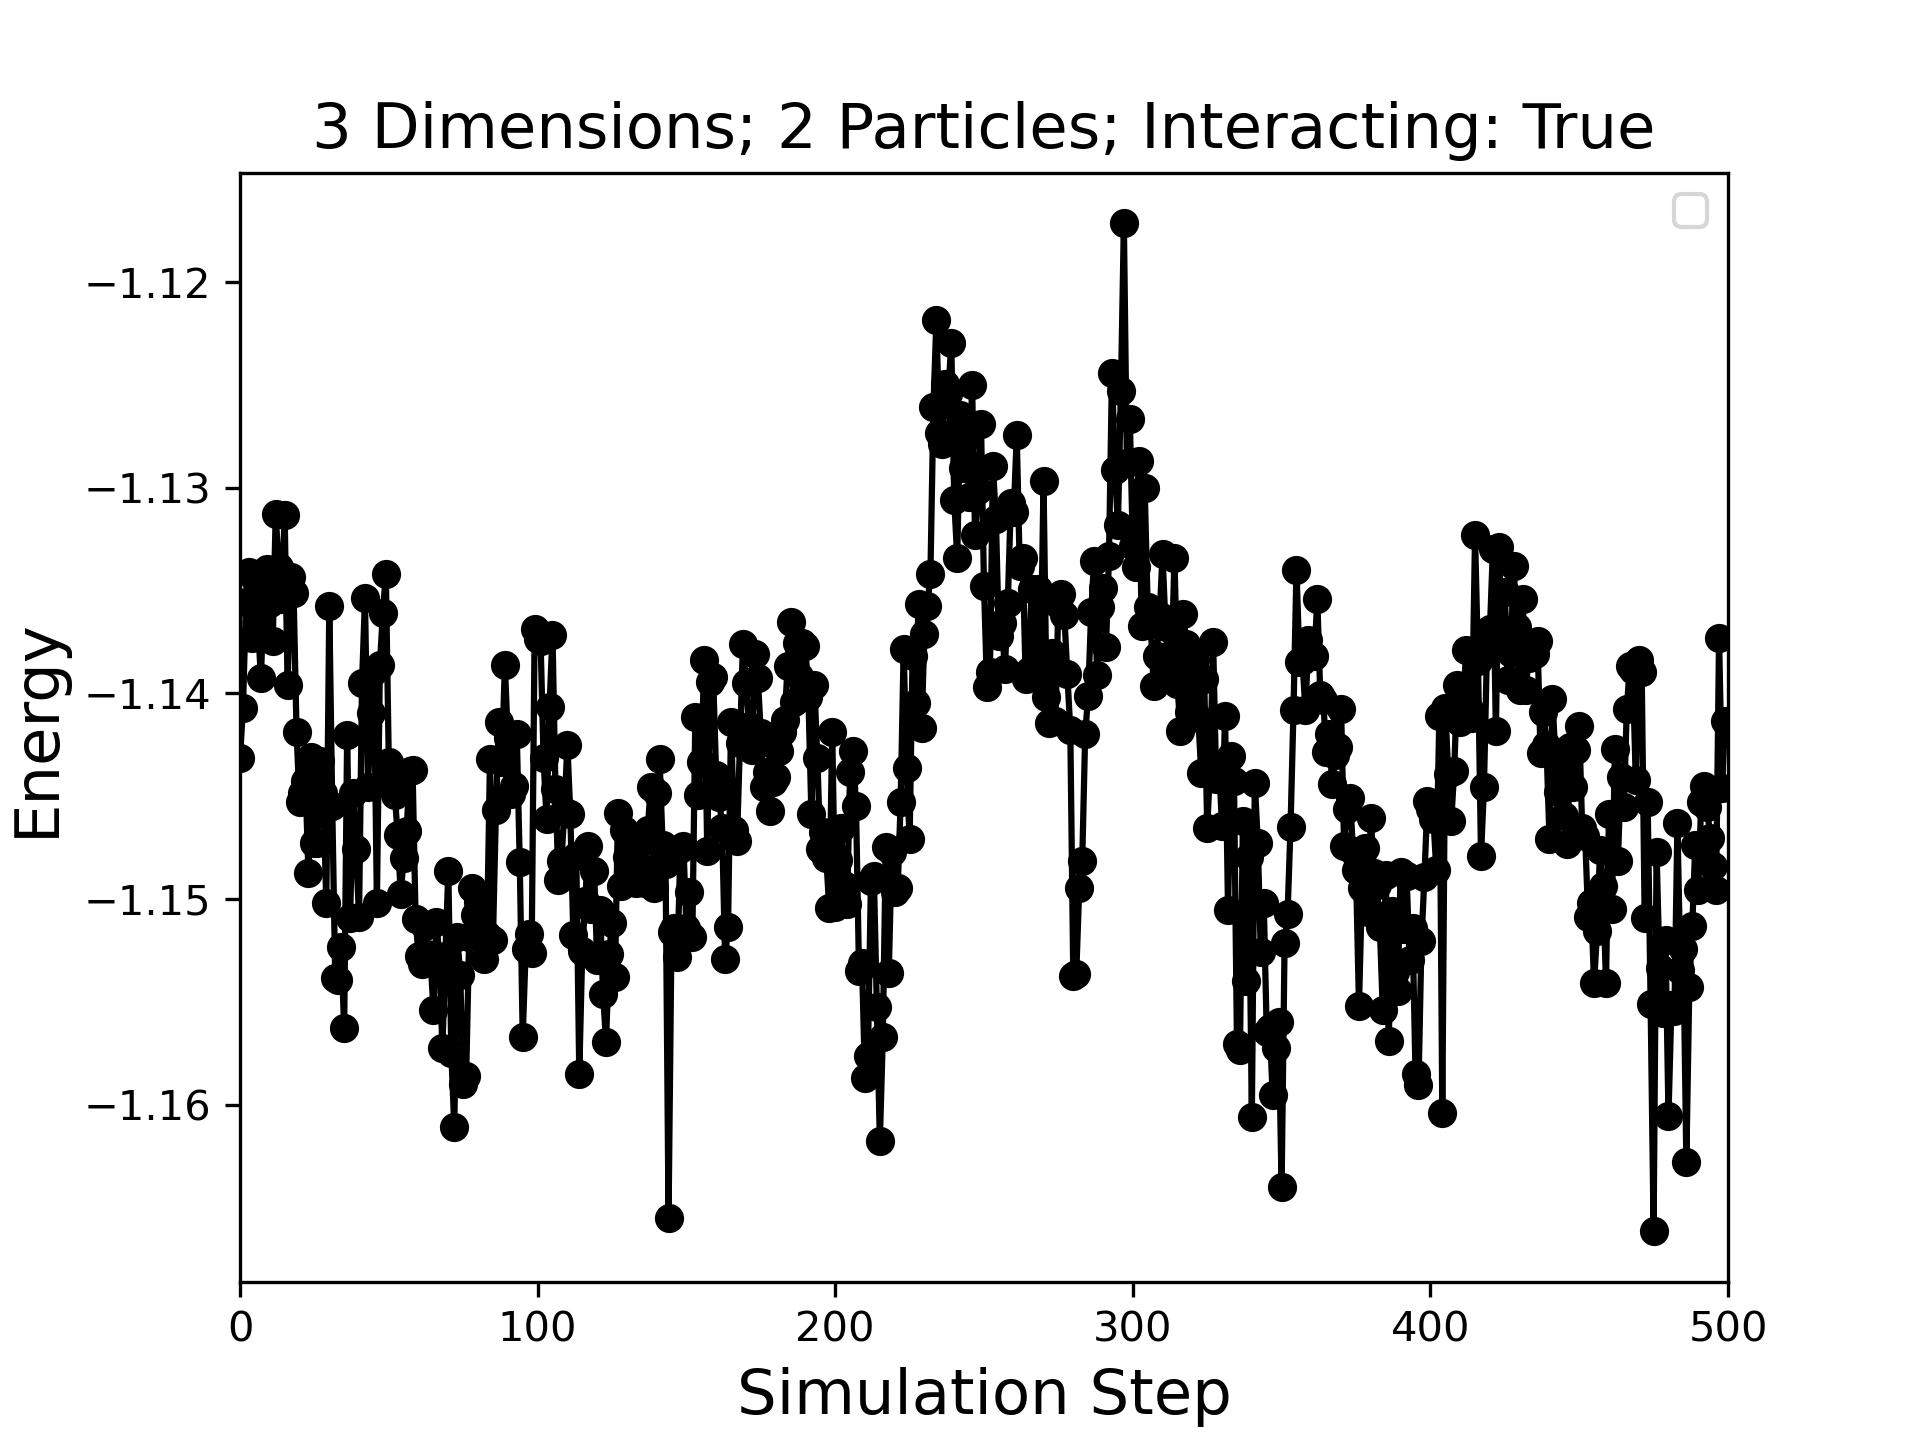 3 Dimensions; 2 Particles; Interacting: True
Energy
−1.12
−1.13
−1.14
−1.15
−1.16
0 100 200 300 400 500
Simulation Step